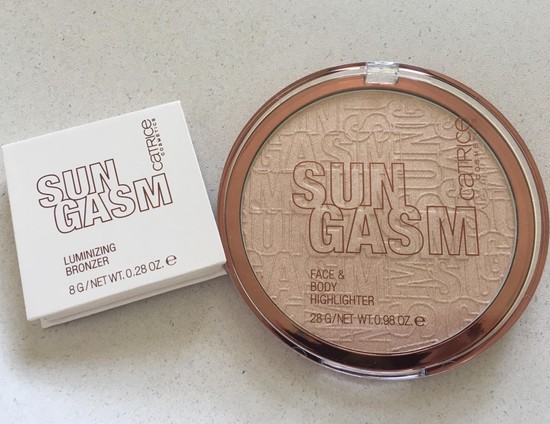 SUN
GASM
CATRICE
COSMETICS
LUMINIZING
BRONZER
8 G/NET WT. 0.28 OZ. ℮
SUN
GASM
CATRICE
FACE &
BODY
HIGHLIGHTER
28 G/NET WT. 0.98 OZ. ℮